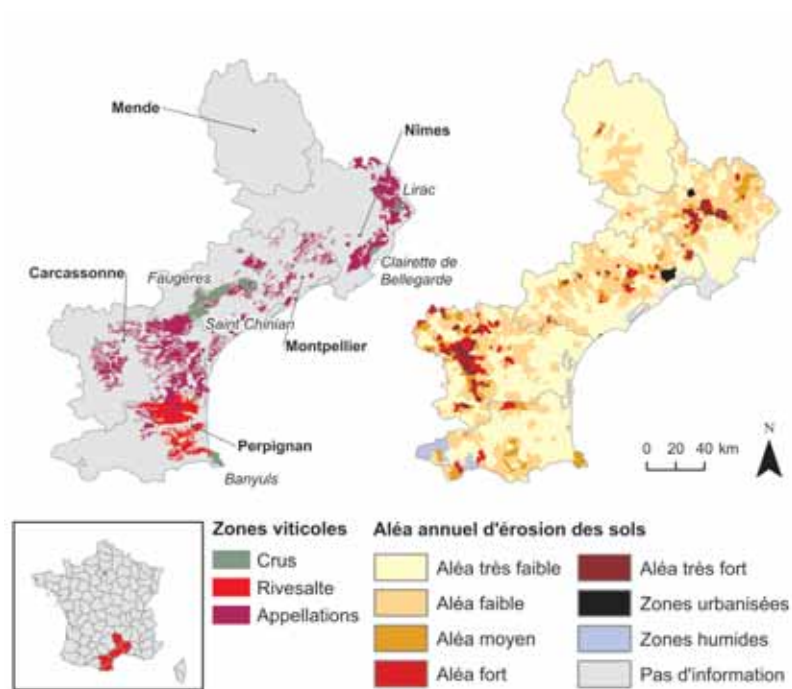 Mende
Nîmes
Lirac
Carcassonne
Faugères
Clairette de
Bellegarde
Saint Chinian
Montpellier
Perpignan
Banyuls
N
0 20 40 km
Zones viticoles
Crus
Rivesalte
Appellations
Aléa annuel d'érosion des sols
Aléa très faible
Aléa faible
Aléa moyen
Aléa fort
Aléa très fort
Zones urbanisées
Zones humides
Pas d'information